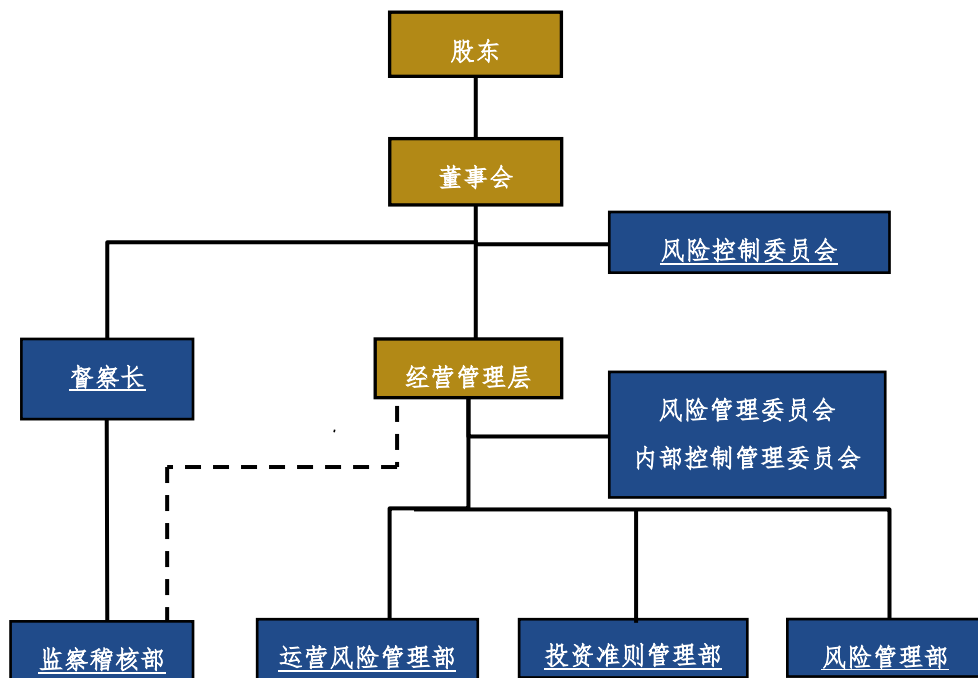 股东
董事会
风险控制委员会
督察长
经营管理层
风险管理委员会
内部控制管理委员会
监察稽核部
运营风险管理部
投资准则管理部
风险管理部